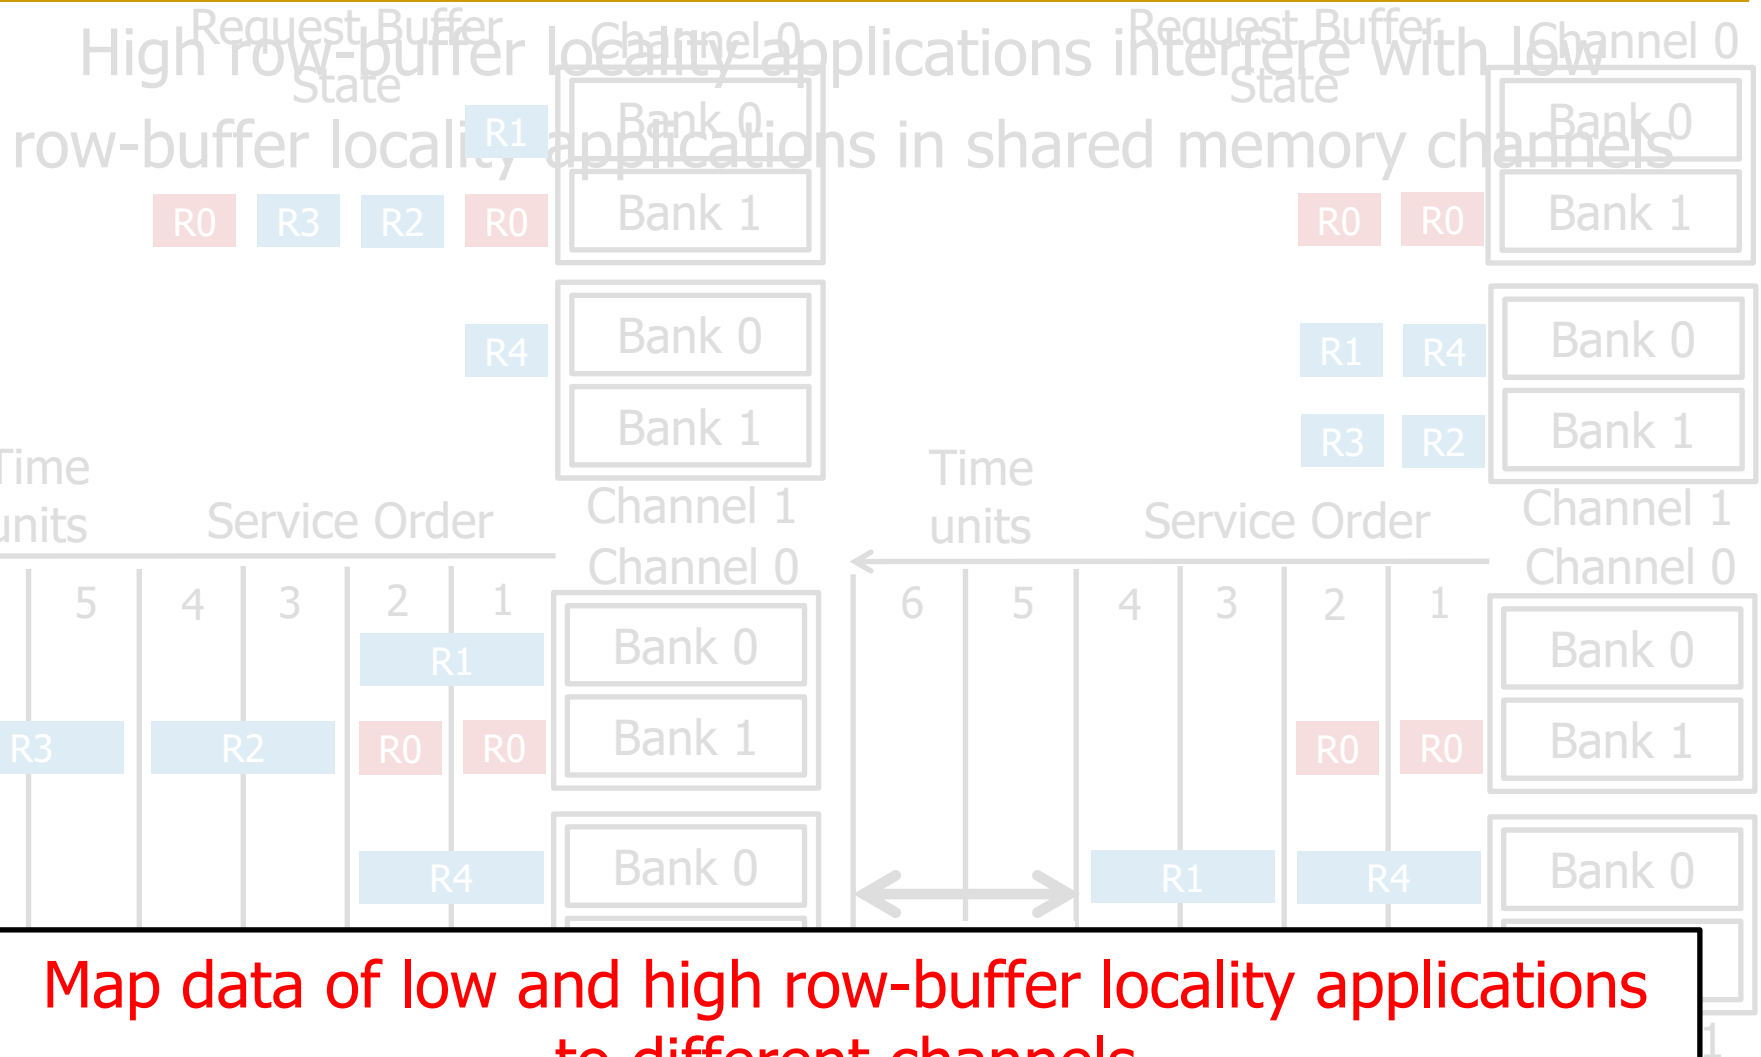 High row-buffer locality applications interfere with low
row-buffer locality applications in shared memory channels
Request Buffer
State
Channel 0
R1
Bank 0
R0 R3 R2 R0
Bank 1
R4
Bank 0
Bank 1
Channel 1
Time
units
Service Order
Channel 0
5 4 3 2 1
R1
Bank 0
R3 R2 R0 R0
Bank 1
R4
Bank 0
Request Buffer
State
Channel 0
Bank 0
R0 R0
Bank 1
R1 R4
Bank 0
R3 R2
Bank 1
Channel 1
Time
units
Service Order
Channel 0
6 5 4 3 2 1
Bank 0
R0 R0
Bank 1
R1 R4
Bank 0
1
Map data of low and high row-buffer locality applications
to different channels